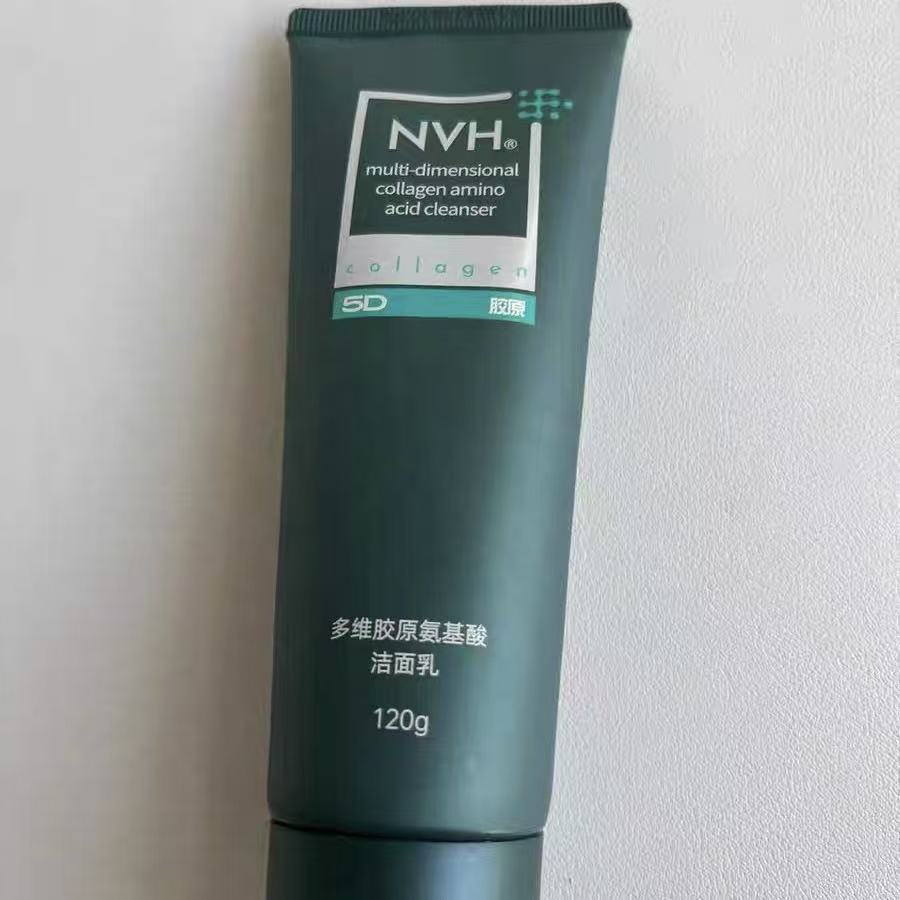 NVH®
multi-dimensional
collagen amino
acid cleanser
collagen
5D 胶原
多维胶原氨基酸
洁面乳
120g